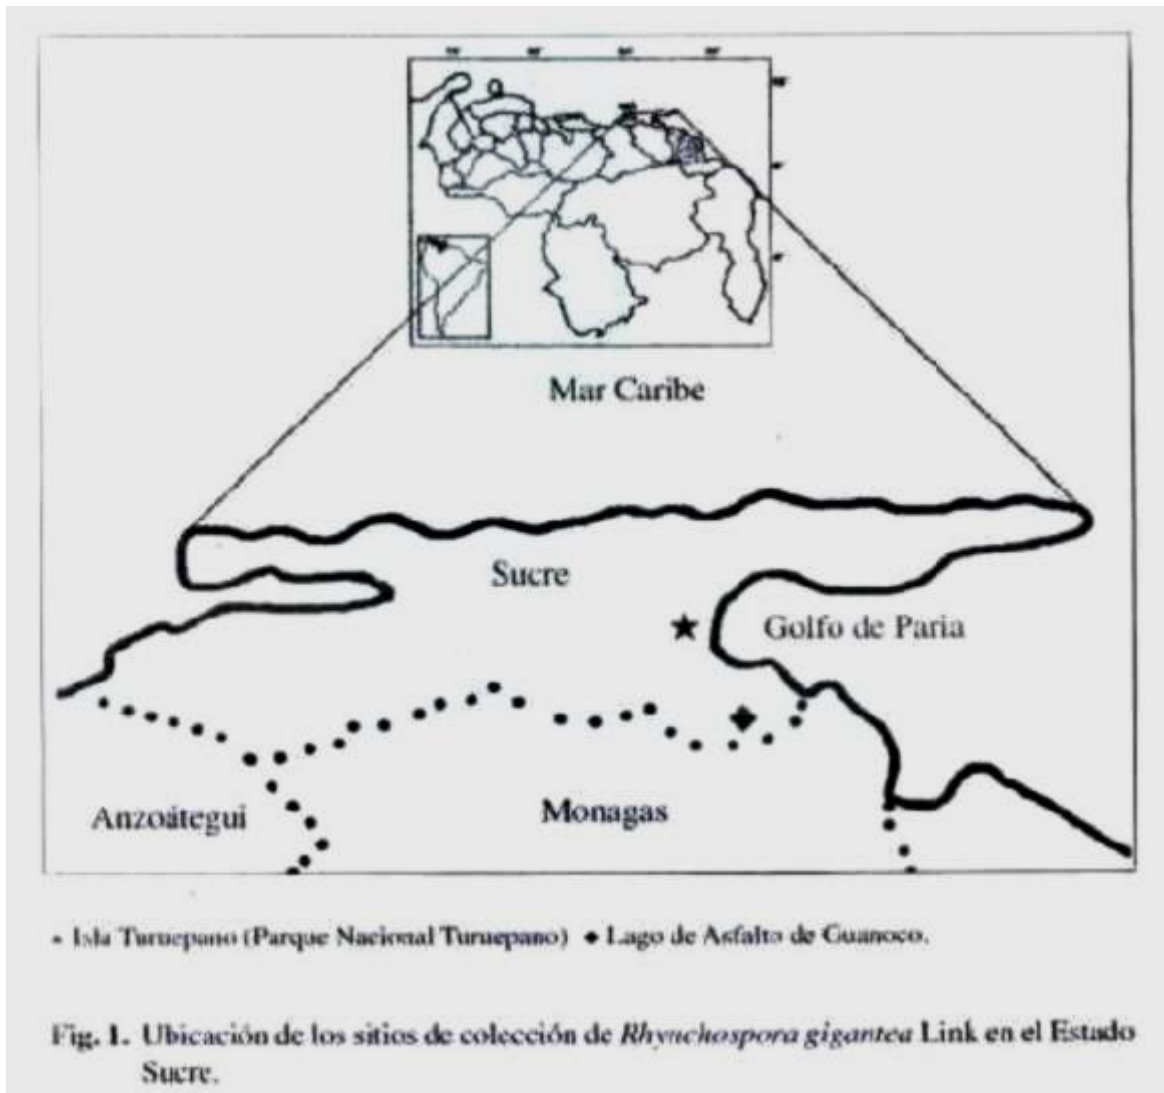 Mar Caribe
Sucre
Golfo de Paria
Anzoátegui
Monagas
Isla Turuepano (Parque Nacional Turuepano) Lago de Asfalto de Guanoco.
Fig. 1. Ubicación de los sitios de colección de Rhynchospora gigantea Link en el Estado
Sucre.